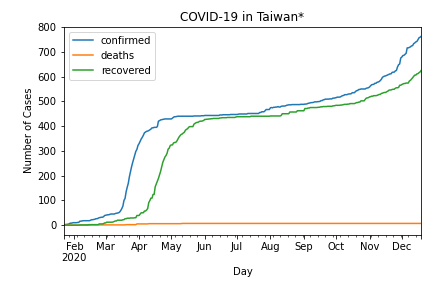 COVID-19 in Taiwan*
confirmed
deaths
recovered
Number of Cases
800
700
600
500
400
300
200
100
0
Feb Mar Apr May Jun Jul Aug Sep Oct Nov Dec
2020
Day